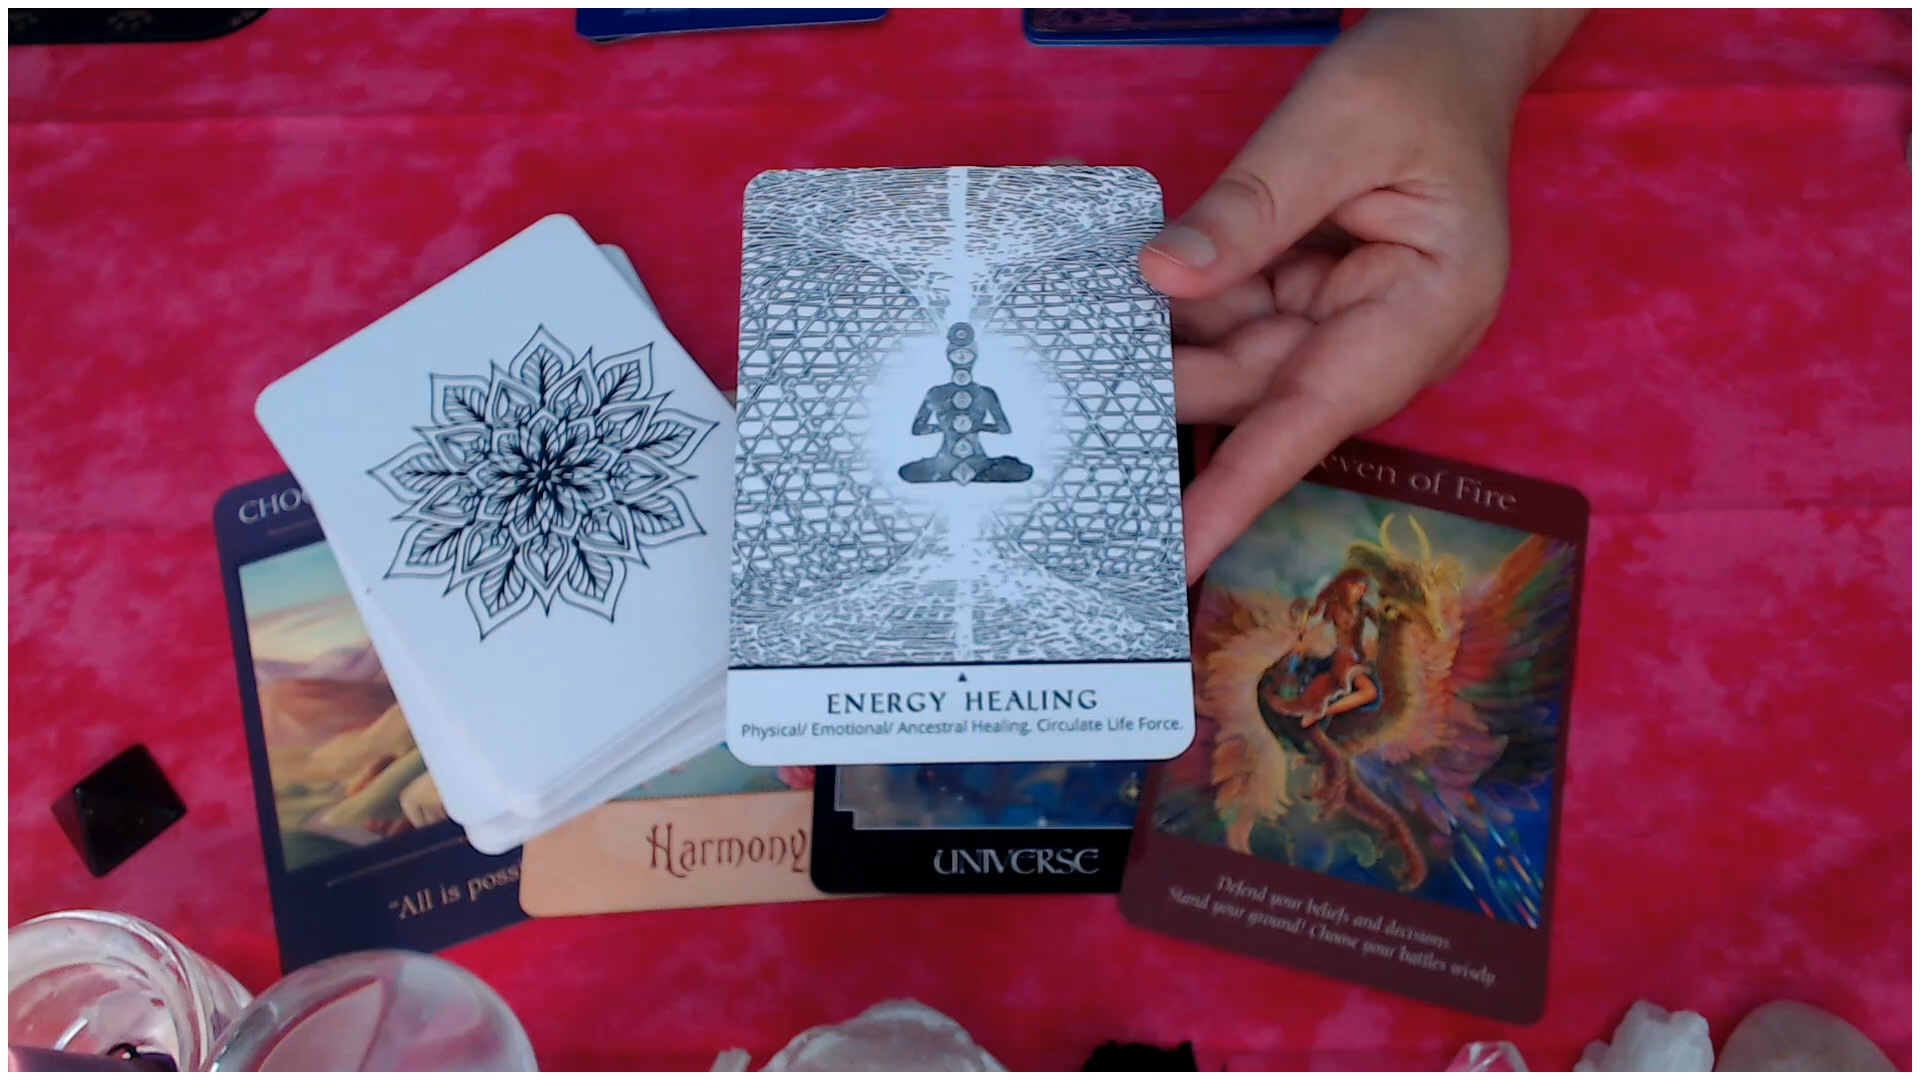 ENERGY HEALING
Physical/ Emotional/ Ancestral Healing, Circulate Life Force.
CHOO
"All is poss
Harmony
UNIVERSE
even of Fire
Defend your beliefs and decisions.
Stand your ground! Choose your battles wisely.